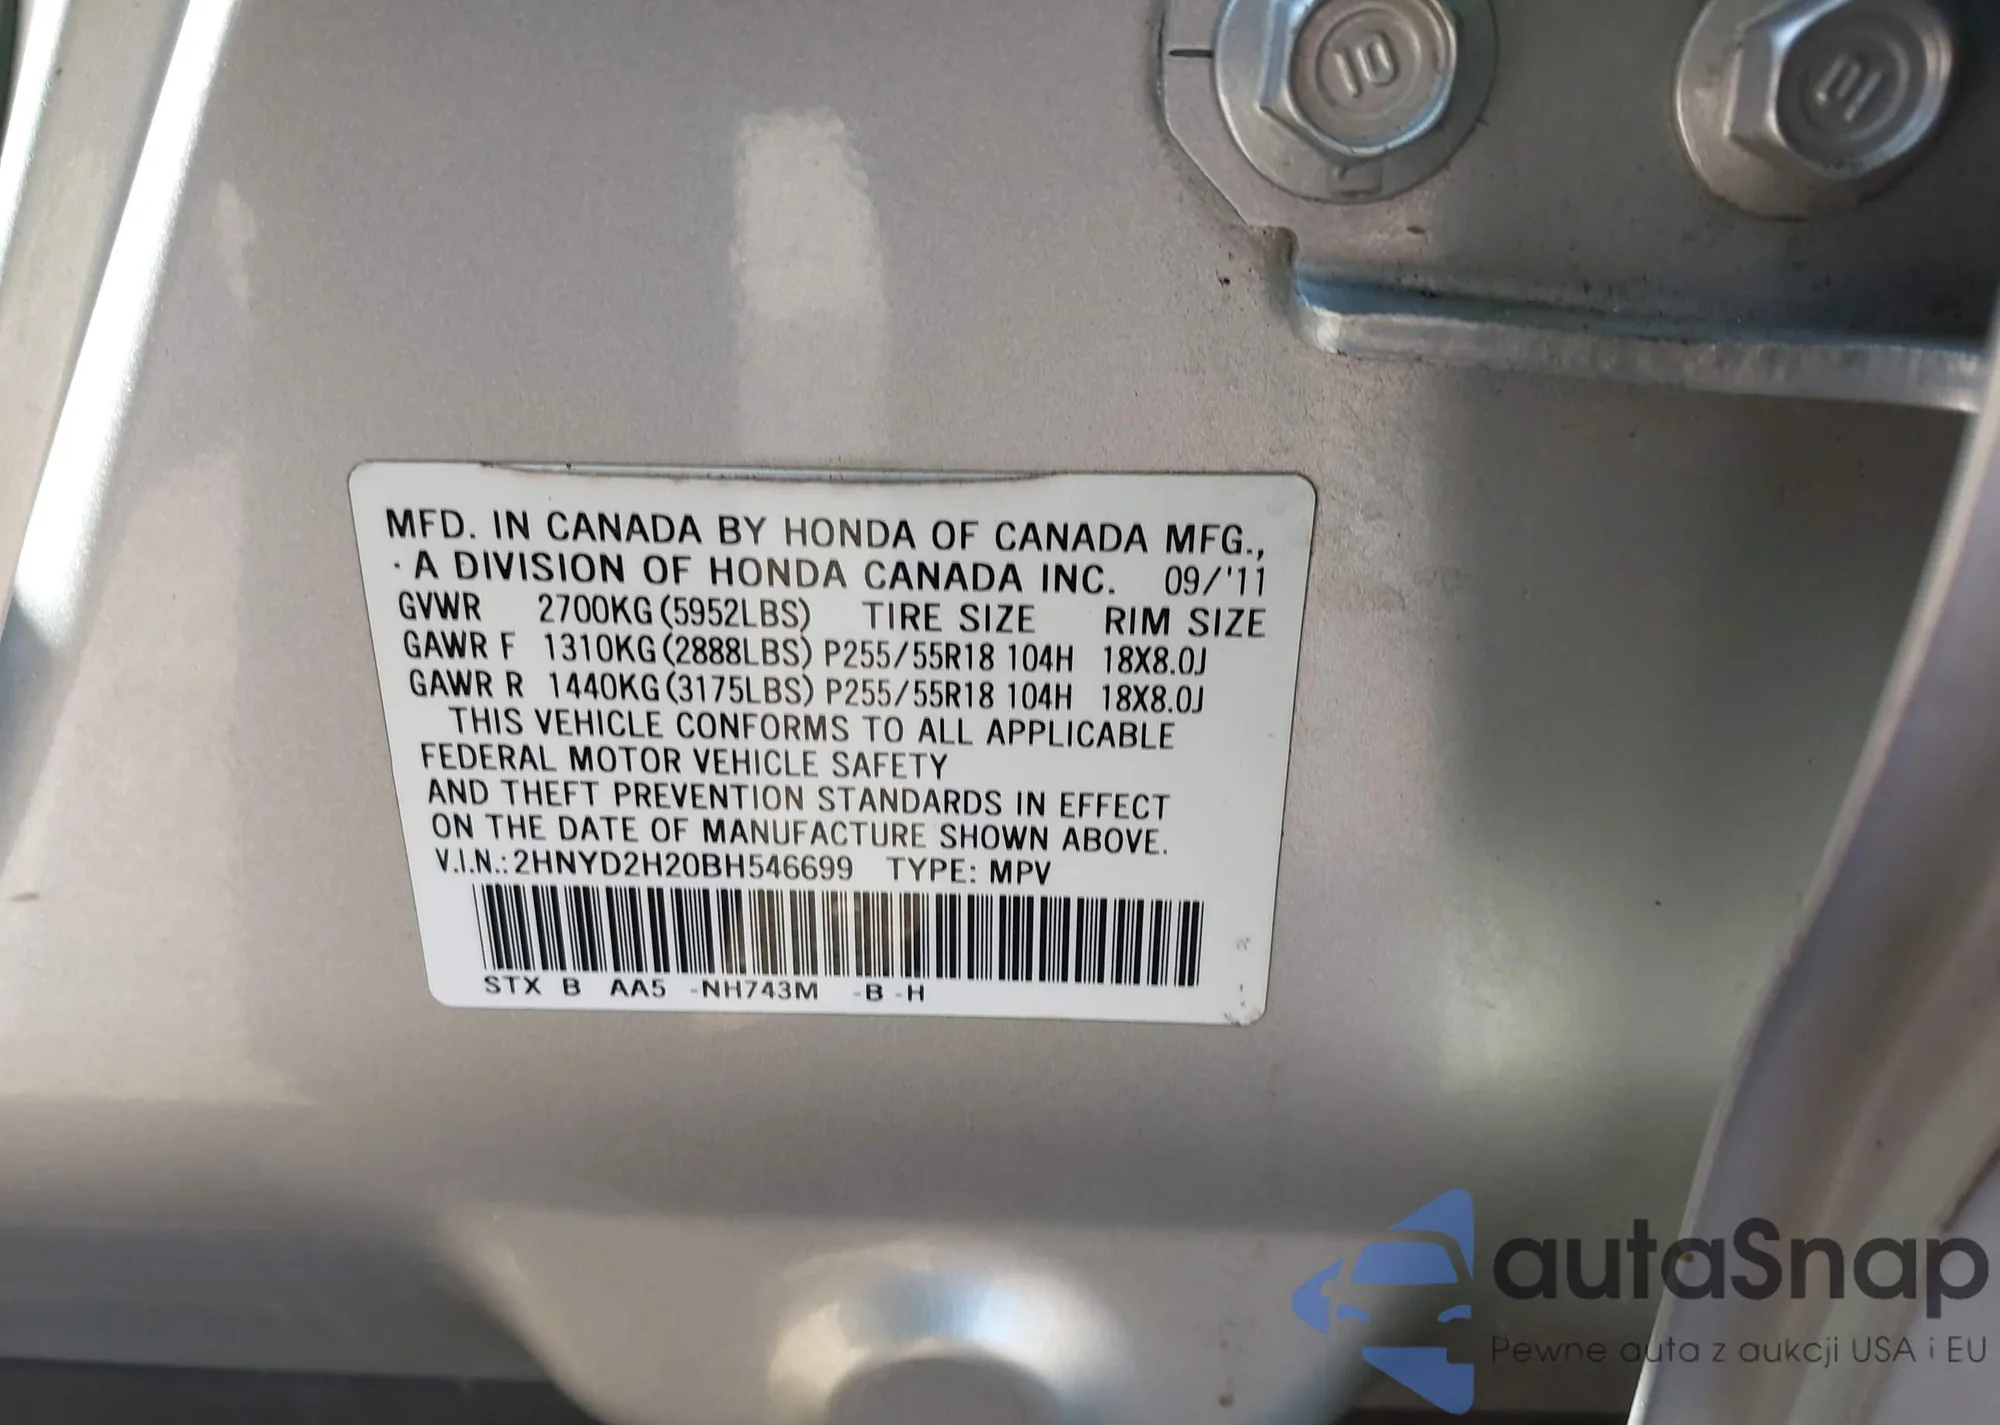 MFD. IN CANADA BY HONDA OF CANADA MFG.,
· A DIVISION OF HONDA CANADA INC. 09/'11
GVWR 2700KG (5952LBS) TIRE SIZE RIM SIZE
GAWR F 1310KG (2888LBS) P255/55R18 104H 18X8.0J
GAWR R 1440KG (3175LBS) P255/55R18 104H 18X8.0J
THIS VEHICLE CONFORMS TO ALL APPLICABLE
FEDERAL MOTOR VEHICLE SAFETY
AND THEFT PREVENTION STANDARDS IN EFFECT
ON THE DATE OF MANUFACTURE SHOWN ABOVE.
V.I.N.: 2HNYD2H20BH546699 TYPE: MPV
STX B AA5 -NH743M -B -H
autaSnap
Pewne auta z aukcji USA i EU